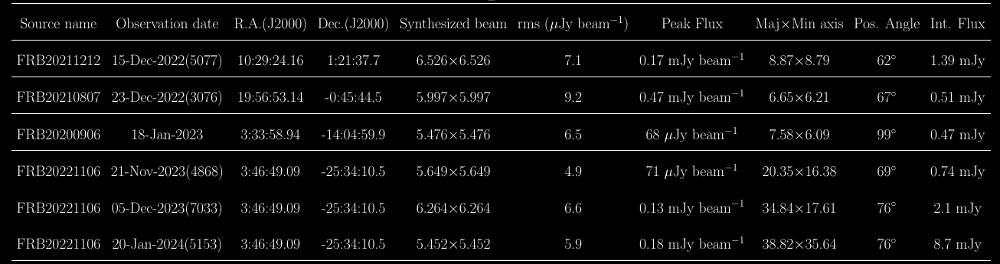 Source name Observation date R.A.(J2000) Dec.(J2000) Synthesized beam rms (μJy beam⁻¹) Peak Flux Maj×Min axis Pos. Angle Int. Flux
FRB20211212 15-Dec-2022(5077) 10:29:24.16 1:21:37.7 6.526×6.526 7.1 0.17 mJy beam⁻¹ 8.87×8.79 62° 1.39 mJy
FRB20210807 23-Dec-2022(3076) 19:56:53.14 -0:45:44.5 5.997×5.997 9.2 0.47 mJy beam⁻¹ 6.65×6.21 67° 0.51 mJy
FRB20200906 18-Jan-2023 3:33:58.94 -14:04:59.9 5.476×5.476 6.5 68 μJy beam⁻¹ 7.58×6.09 99° 0.47 mJy
FRB20221106 21-Nov-2023(4868) 3:46:49.09 -25:34:10.5 5.649×5.649 4.9 71 μJy beam⁻¹ 20.35×16.38 69° 0.74 mJy
FRB20221106 05-Dec-2023(7033) 3:46:49.09 -25:34:10.5 6.264×6.264 6.6 0.13 mJy beam⁻¹ 34.84×17.61 76° 2.1 mJy
FRB20221106 20-Jan-2024(5153) 3:46:49.09 -25:34:10.5 5.452×5.452 5.9 0.18 mJy beam⁻¹ 38.82×35.64 76° 8.7 mJy